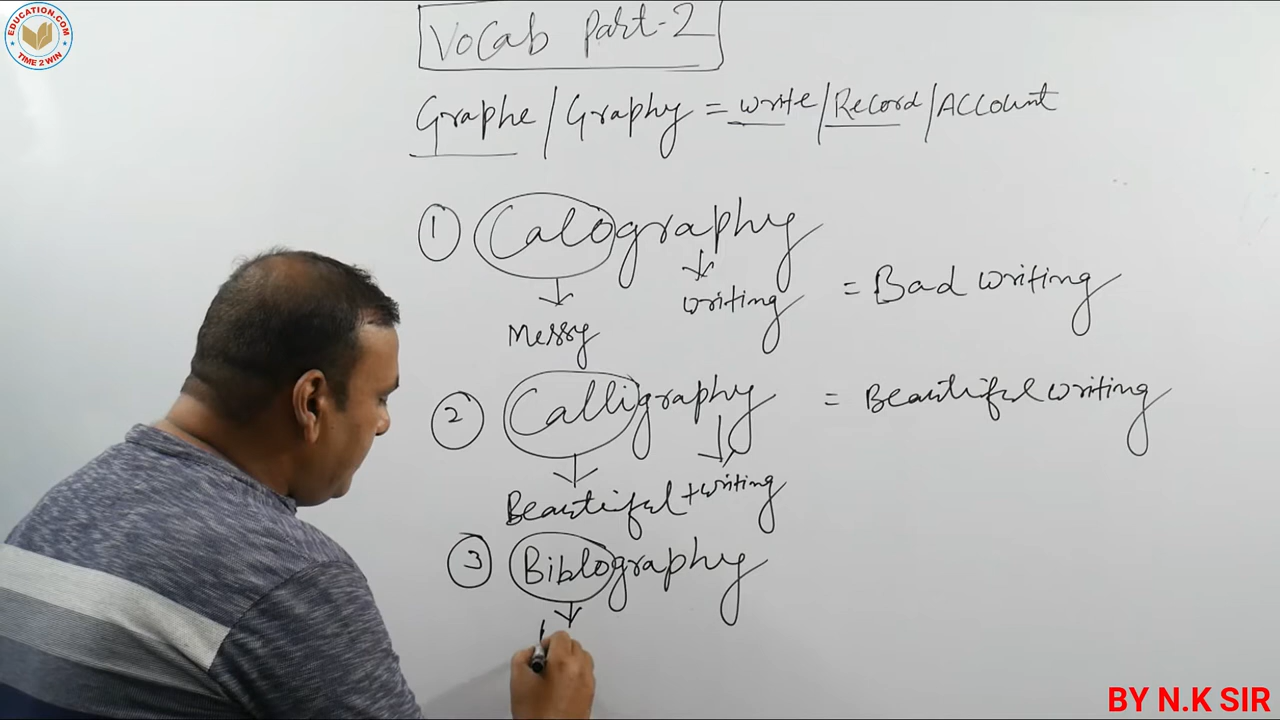 EDUCATION.COM
TIME 2 WIN
Vocab Part-2
Graphe/Graphy = write/Record/Account
1 Calography
Messy
writing
= Bad writing
2 Calligraphy
= Beautiful writing
Beautiful + writing
3 Biblography
BY N.K SIR